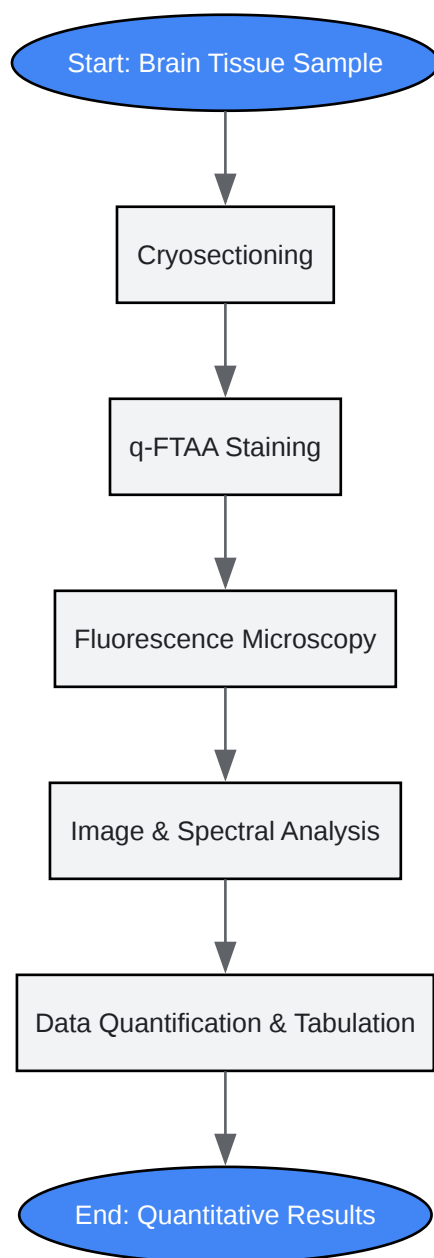 Start: Brain Tissue Sample
Cryosectioning
q-FTAA Staining
Fluorescence Microscopy
Image & Spectral Analysis
Data Quantification & Tabulation
End: Quantitative Results